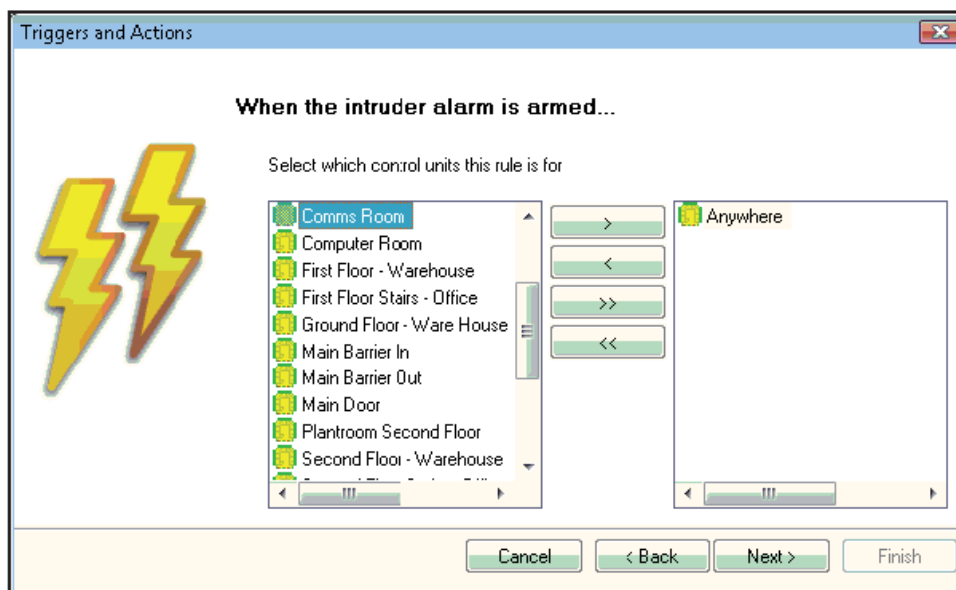 Triggers and Actions
When the intruder alarm is armed...
Select which control units this rule is for
Comms Room
Computer Room
First Floor - Warehouse
First Floor Stairs - Office
Ground Floor - Ware House
Main Barrier In
Main Barrier Out
Main Door
Plantroom Second Floor
Second Floor - Warehouse
>
<
>>
<<
Anywhere
Cancel
< Back
Next >
Finish